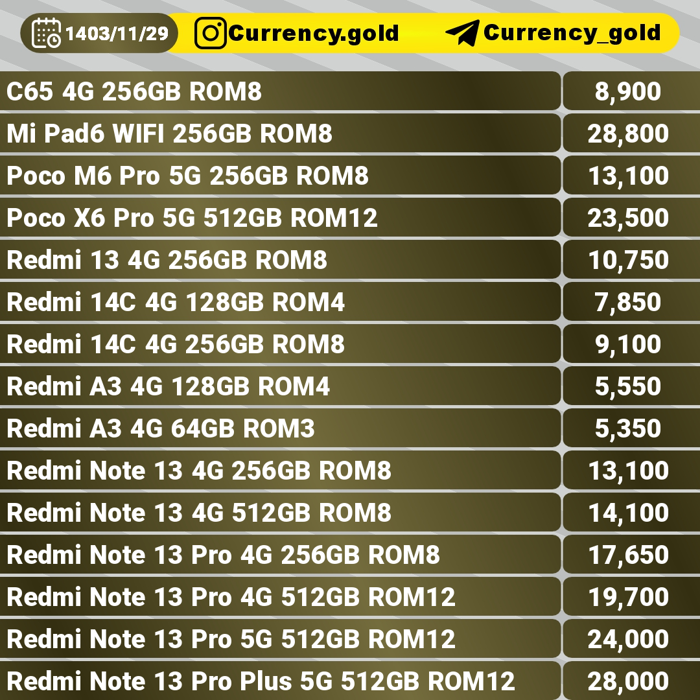 1403/11/29 Currency.gold Currency_gold
C65 4G 256GB ROM8 8,900
Mi Pad6 WIFI 256GB ROM8 28,800
Poco M6 Pro 5G 256GB ROM8 13,100
Poco X6 Pro 5G 512GB ROM12 23,500
Redmi 13 4G 256GB ROM8 10,750
Redmi 14C 4G 128GB ROM4 7,850
Redmi 14C 4G 256GB ROM8 9,100
Redmi A3 4G 128GB ROM4 5,550
Redmi A3 4G 64GB ROM3 5,350
Redmi Note 13 4G 256GB ROM8 13,100
Redmi Note 13 4G 512GB ROM8 14,100
Redmi Note 13 Pro 4G 256GB ROM8 17,650
Redmi Note 13 Pro 4G 512GB ROM12 19,700
Redmi Note 13 Pro 5G 512GB ROM12 24,000
Redmi Note 13 Pro Plus 5G 512GB ROM12 28,000